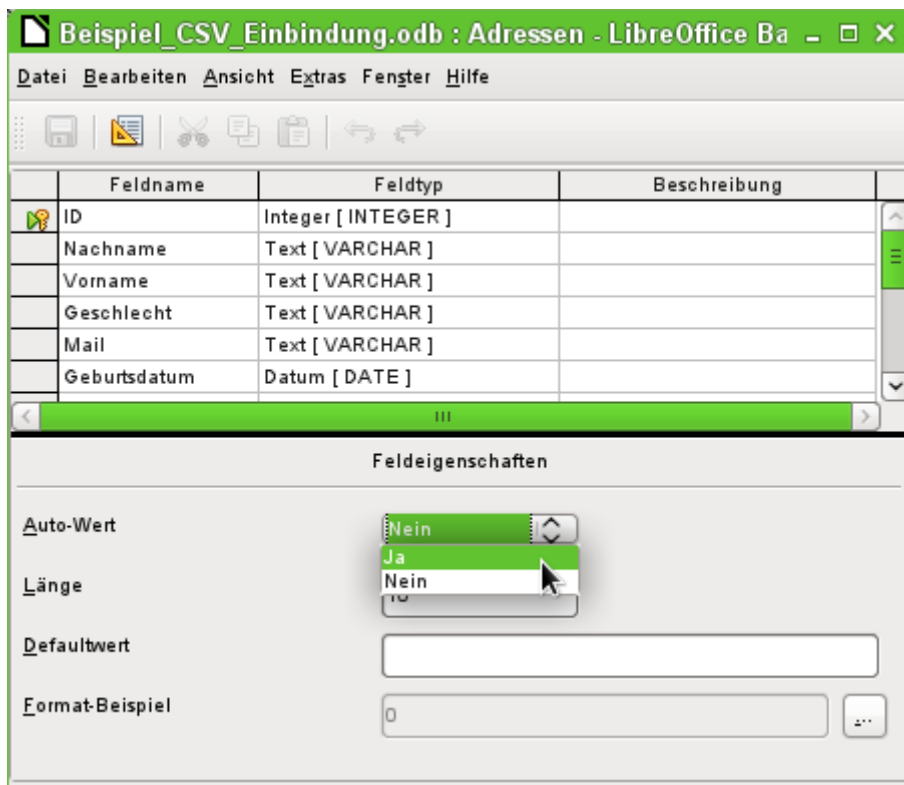 Beispiel_CSV_Einbindung.odb : Adressen - LibreOffice Ba
Datei Bearbeiten Ansicht Extras Fenster Hilfe
Feldname Feldtyp Beschreibung
ID Integer [ INTEGER ]
Nachname Text [ VARCHAR ]
Vorname Text [ VARCHAR ]
Geschlecht Text [ VARCHAR ]
Mail Text [ VARCHAR ]
Geburtsdatum Datum [ DATE ]
Feldeigenschaften
Auto-Wert Nein
Ja
Länge Nein
Defaultwert
Format-Beispiel 0 ...